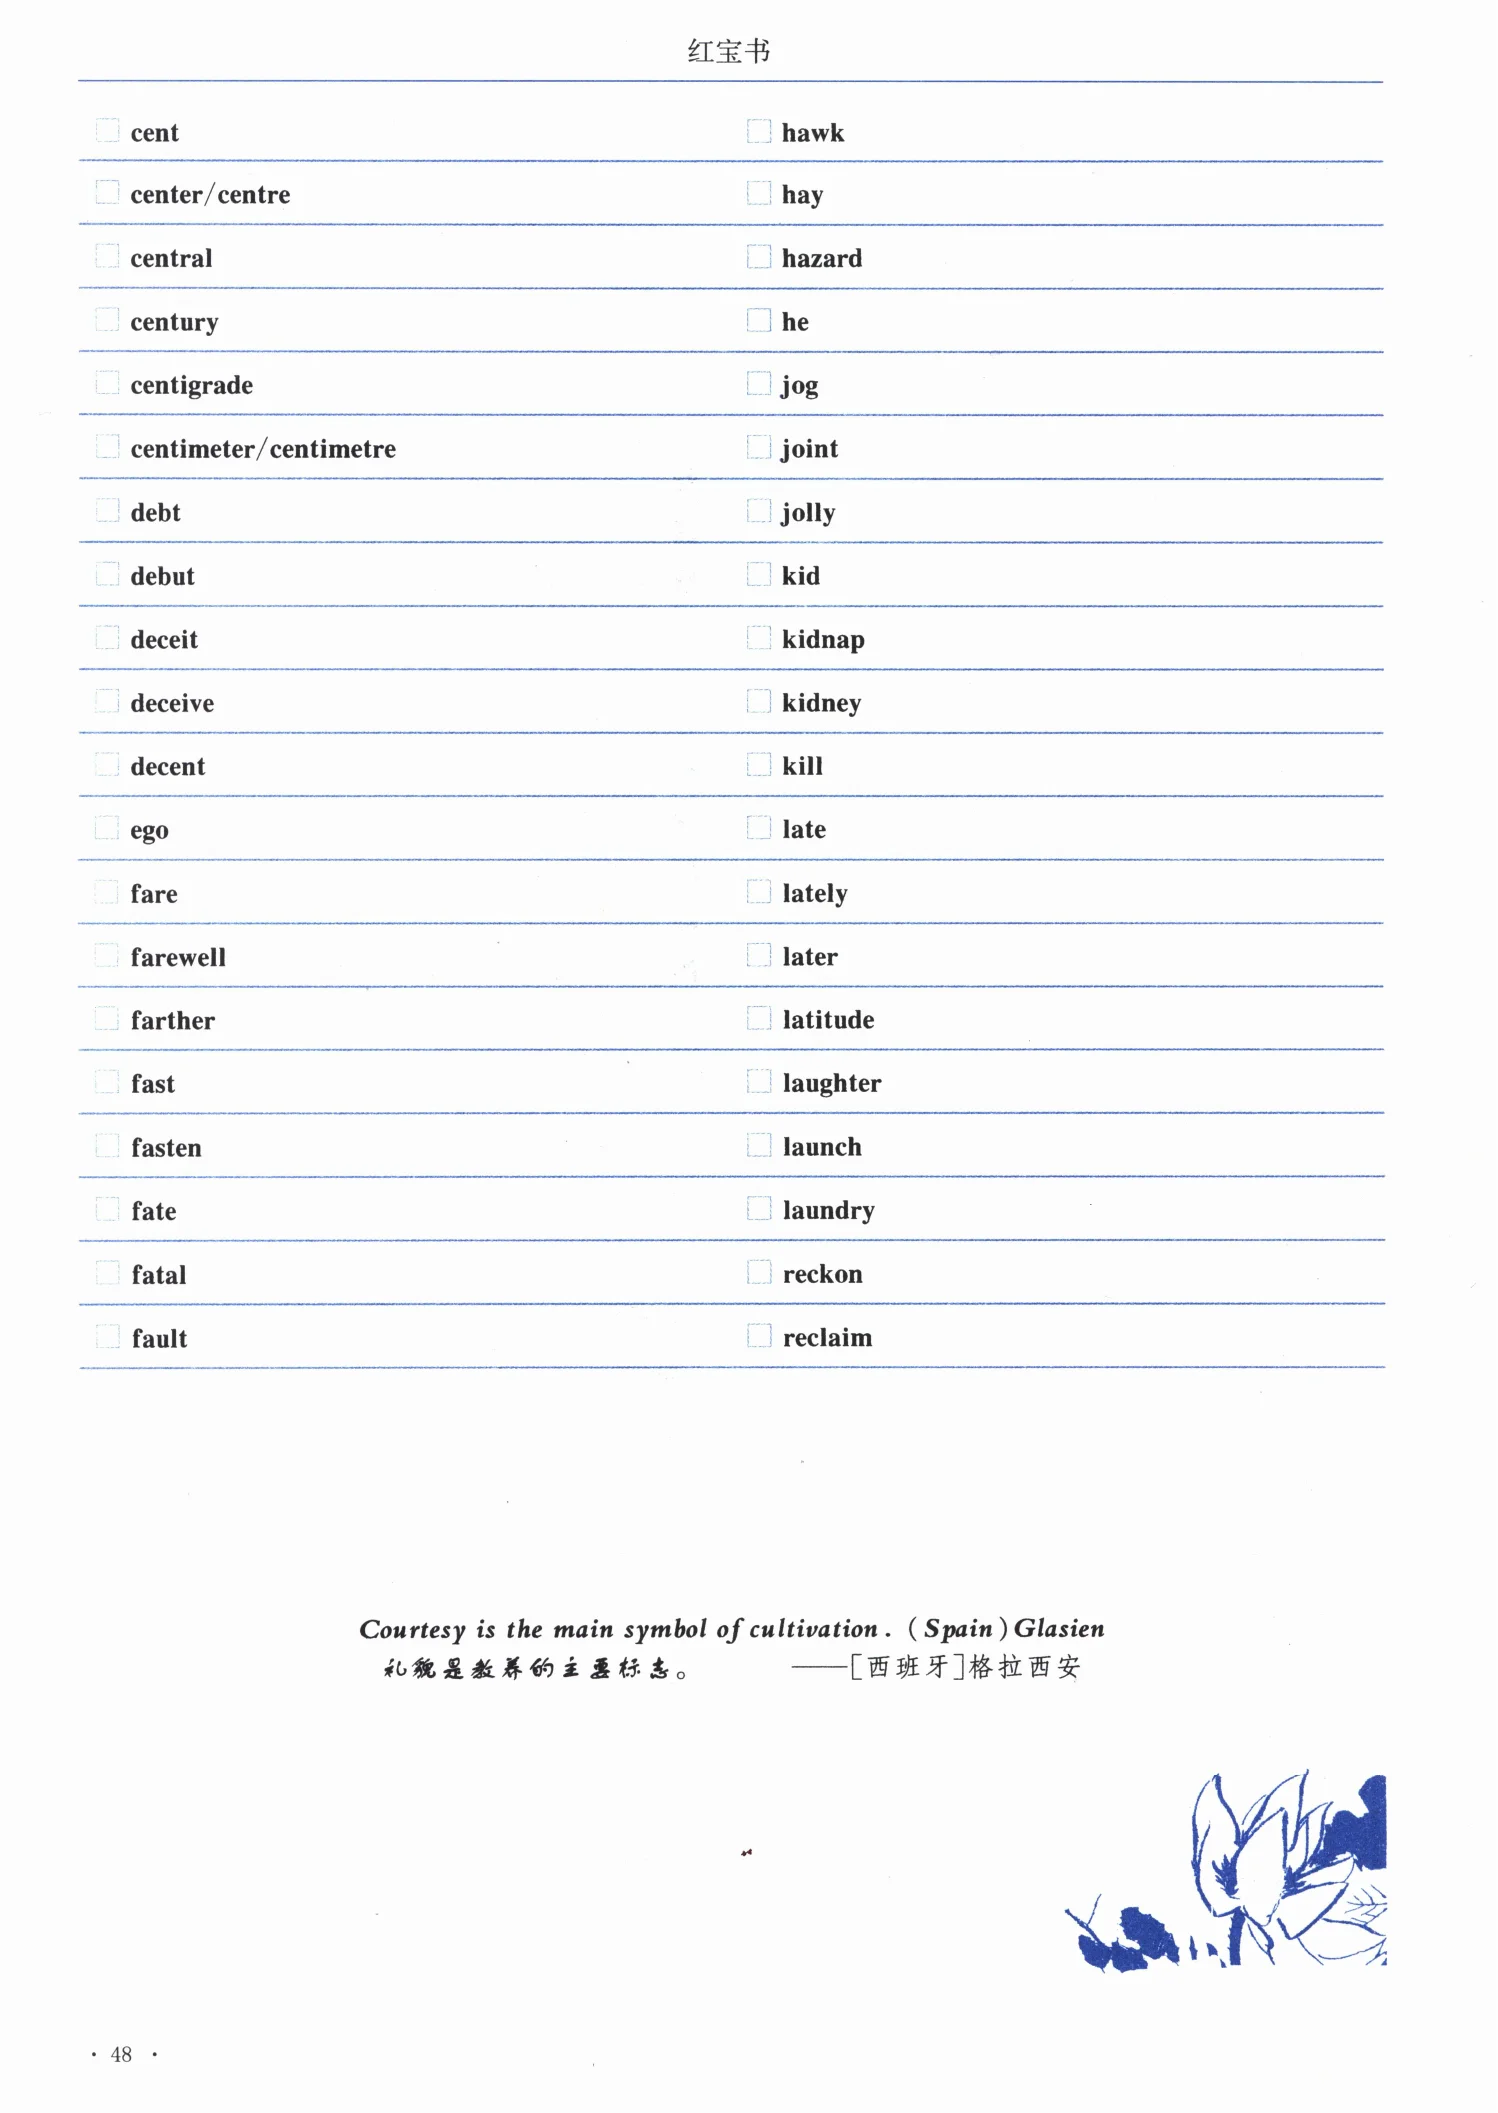 红宝书
cent
center/centre
central
century
centigrade
centimeter/centimetre
debt
debut
deceit
deceive
decent
ego
fare
farewell
farther
fast
fasten
fate
fatal
fault
hawk
hay
hazard
he
jog
joint
jolly
kid
kidnap
kidney
kill
late
lately
later
latitude
laughter
launch
laundry
reckon
reclaim
Courtesy is the main symbol of cultivation. (Spain) Glasien
礼貌是教养的主要标志。 ——[西班牙]格拉西安
· 48 ·